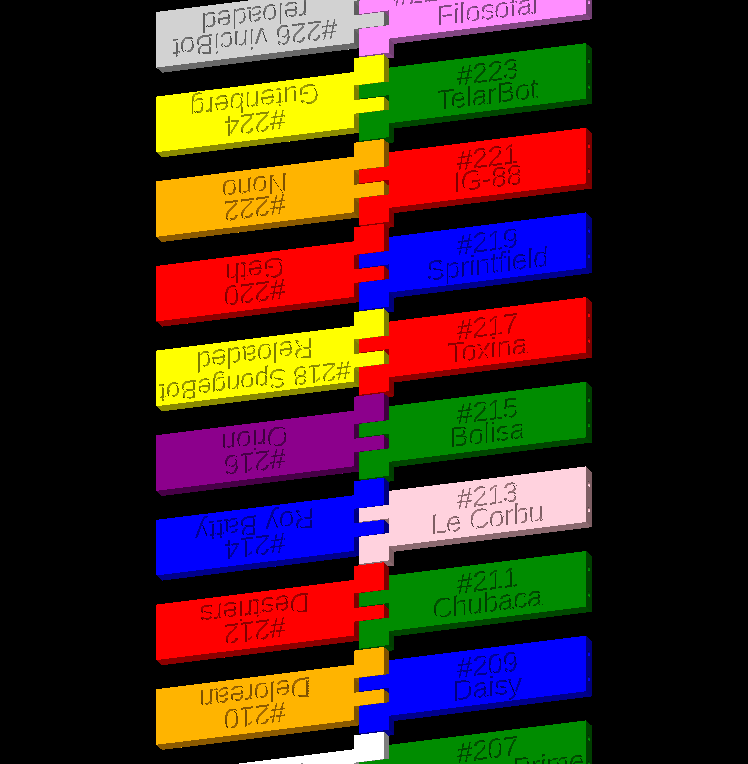 #226 vinciBot
reloaded
Filosofal
#224
Gutenberg
#223
TelarBot
#222
Nono
#221
IG-88
#220
Geth
#219
Springfield
#218 SpongeBot
Reloaded
#217
Toxina
#216
Orion
#215
Bolisa
#214
Roy Batty
#213
Le Corbu
#212
Destriers
#211
Chubaca
#210
Delorean
#209
Daisy
#207
Prime